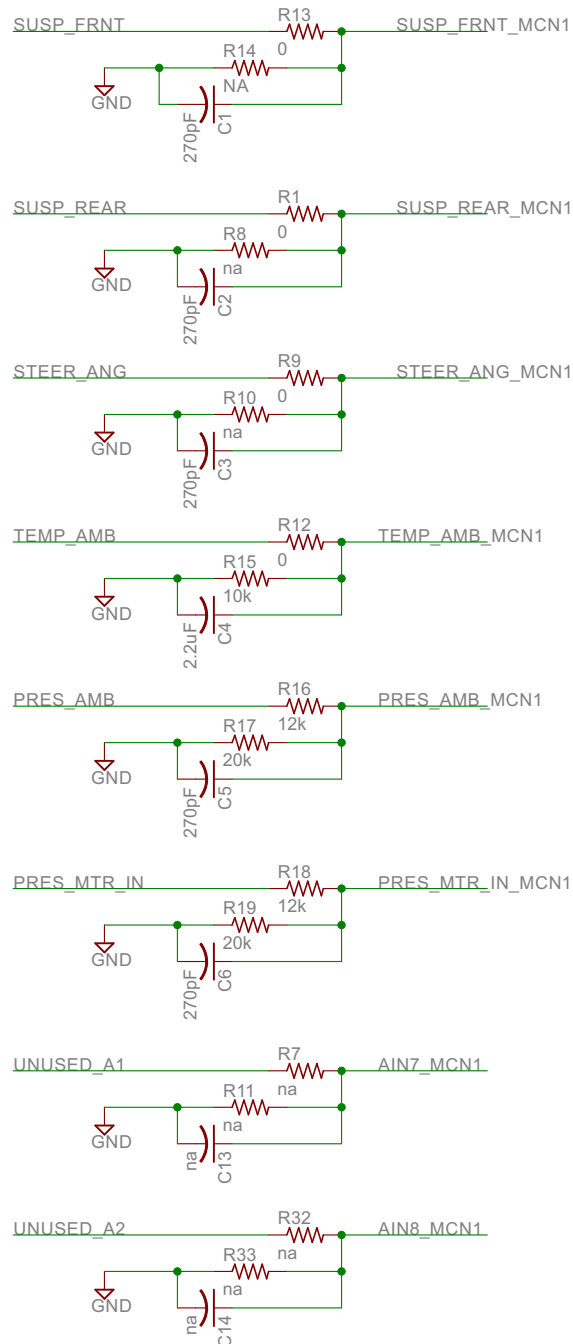 R13
SUSP_FRNT SUSP_FRNT_MCN1
0
R14
NA
GND
270pF C1
R1
SUSP_REAR SUSP_REAR_MCN1
0
R8
na
GND
270pF C2
R9
STEER_ANG STEER_ANG_MCN1
0
R10
na
GND
270pF C3
R12
TEMP_AMB TEMP_AMB_MCN1
0
R15
10k
GND
2.2uF C4
R16
PRES_AMB PRES_AMB_MCN1
12k
R17
20k
GND
270pF C5
R18
PRES_MTR_IN PRES_MTR_IN_MCN1
12k
R19
20k
GND
270pF C6
R7
UNUSED_A1 AIN7_MCN1
na
R11
na
GND
na C13
R32
UNUSED_A2 AIN8_MCN1
na
R33
na
GND
na C14